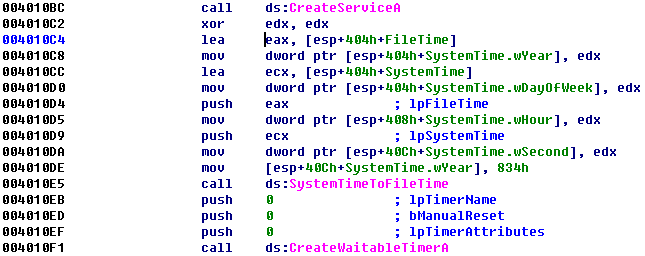 004010BC call ds:CreateServiceA
004010C2 xor edx, edx
004010C4 lea eax, [esp+404h+FileTime]
004010C8 mov dword ptr [esp+404h+SystemTime.wYear], edx
004010CC lea ecx, [esp+404h+SystemTime]
004010D0 mov dword ptr [esp+404h+SystemTime.wDayOfWeek], edx
004010D4 push eax ; lpFileTime
004010D5 mov dword ptr [esp+408h+SystemTime.wHour], edx
004010D9 push ecx ; lpSystemTime
004010DA mov dword ptr [esp+40Ch+SystemTime.wSecond], edx
004010DE mov [esp+40Ch+SystemTime.wYear], 834h
004010E5 call ds:SystemTimeToFileTime
004010EB push 0 ; lpTimerName
004010ED push 0 ; bManualReset
004010EF push 0 ; lpTimerAttributes
004010F1 call ds:CreateWaitableTimerA